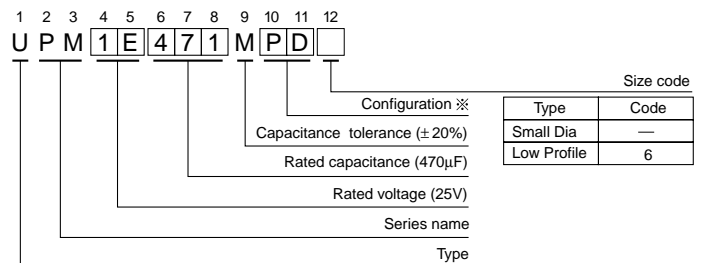 1 2 3 4 5 6 7 8 9 10 11 12
U P M 1 E 4 7 1 M P D
Size code
Configuration ※
Type Code
Capacitance tolerance (±20%)
Small Dia —
Rated capacitance (470µF)
Low Profile 6
Rated voltage (25V)
Series name
Type